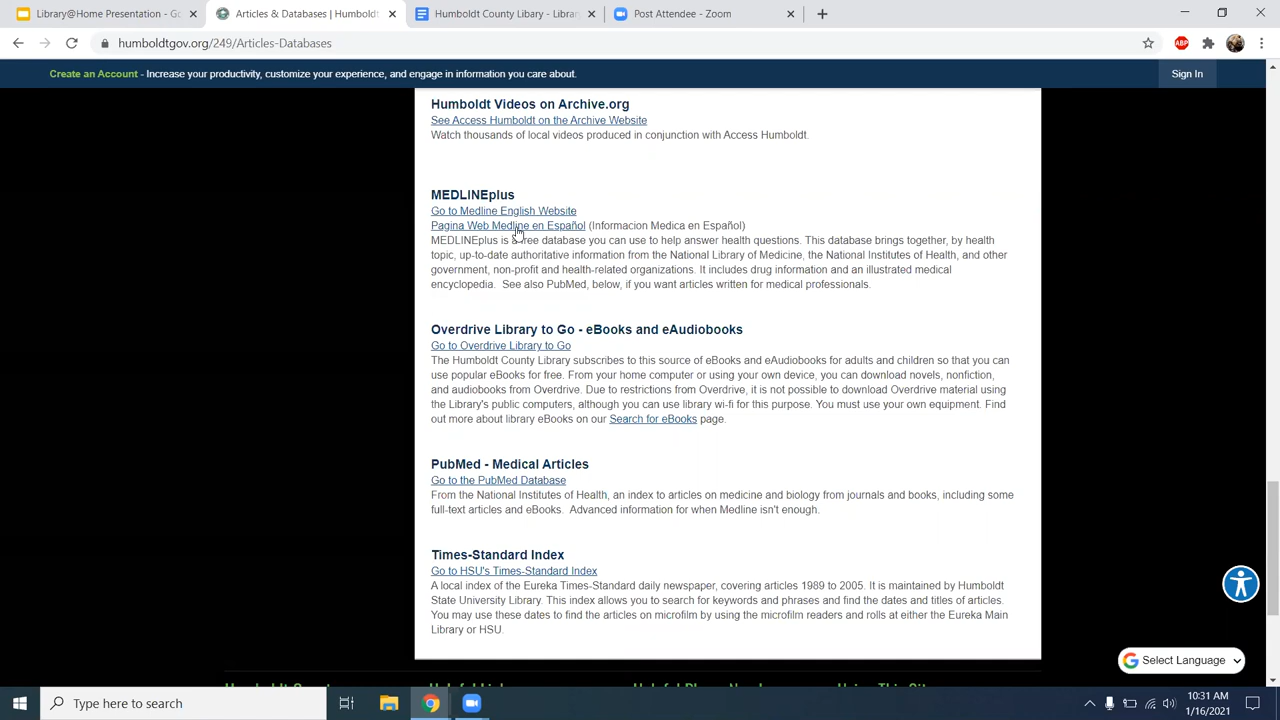 Library@Home Presentation - Go
Articles & Databases | Humboldt
Humboldt County Libary - Librar
Post Attendee - Zoom
humboldtgov.org/249/Articles-Databases
ABP
Create an Account - Increase your productivity, customize your experience, and engage in information you care about.
Sign In
Humboldt Videos on Archive.org
See Access Humboldt on the Archive Website
Watch thousands of local videos produced in conjunction with Access Humboldt.
MEDLINEplus
Go to Medline English Website
Pagina Web Medline en Español (Informacion Medica en Español)
MEDLINEplus is a free database you can use to help answer health questions. This database brings together, by health
topic, up-to-date authoritative information from the National Library of Medicine, the National Institutes of Health, and other
government, non-profit and health-related organizations. It includes drug information and an illustrated medical
encyclopedia. See also PubMed, below, if you want articles written for medical professionals.
Overdrive Library to Go - eBooks and eAudiobooks
Go to Overdrive Library to Go
The Humboldt County Library subscribes to this source of eBooks and eAudiobooks for adults and children so that you can
use popular eBooks for free. From your home computer or using your own device, you can download novels, nonfiction,
and audiobooks from Overdrive. Due to restrictions from Overdrive, it is not possible to download Overdrive material using
the Library's public computers, although you can use library wi-fi for this purpose. You must use your own equipment. Find
out more about library eBooks on our Search for eBooks page.
PubMed - Medical Articles
Go to the PubMed Database
From the National Institutes of Health, an index to articles on medicine and biology from journals and books, including some
full-text articles and eBooks. Advanced information for when Medline isn't enough.
Times-Standard Index
Go to HSU's Times-Standard Index
A local index of the Eureka Times-Standard daily newspaper, covering articles 1989 to 2005. It is maintained by Humboldt
State University Library. This index allows you to search for keywords and phrases and find the dates and titles of articles.
You may use these dates to find the articles on microfilm by using the microfilm readers and rolls at either the Eureka Main
Library or HSU.
Select Language
Type here to search
10:31 AM
1/16/2021